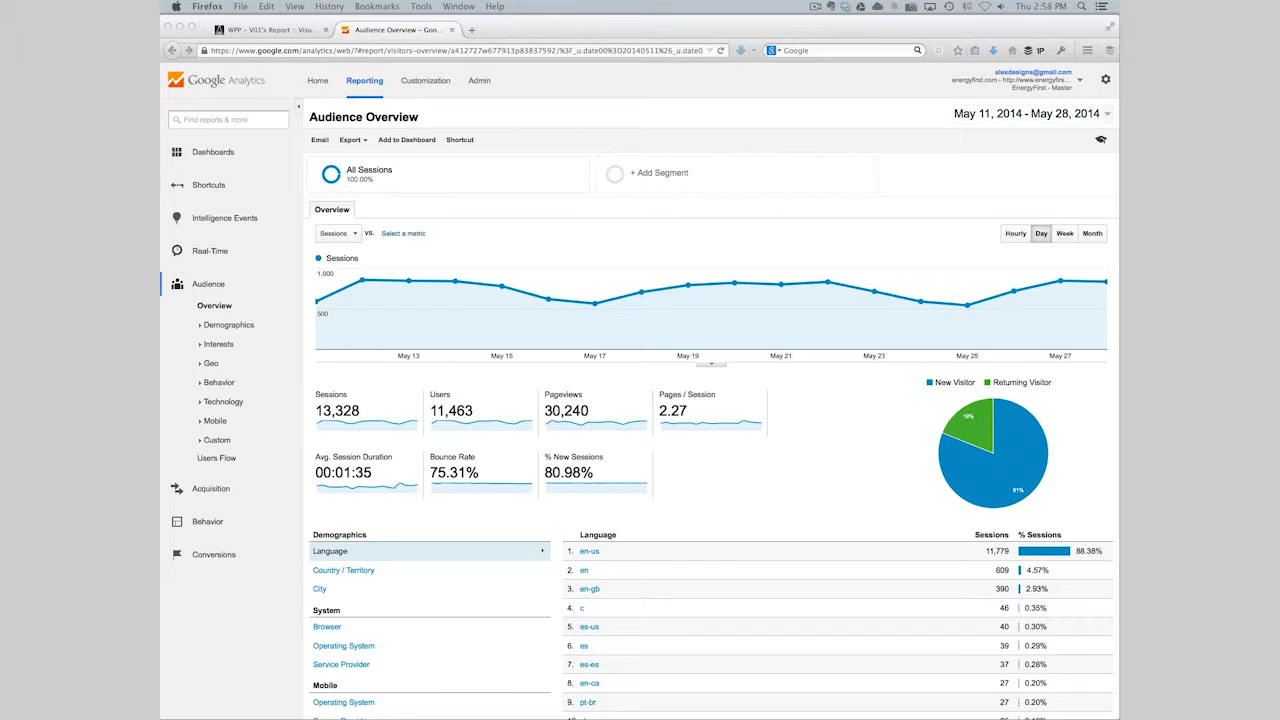 Firefox File Edit View History Bookmarks Tools Window Help Thu 2:58 PM
WPP - V01's Report :: Visu... Audience Overview – Goog...
https://www.google.com/analytics/web/?#report/visitors-overview/a412727w677913p83837592/%3F_u.date00%3D20140511%26_u.date0 Google 1P
Google Analytics Home Reporting Customization Admin
alexdesigns@gmail.com
energyfirst.com - http://www.energyfirs...
EnergyFirst - Master
Find reports & more
Audience Overview
May 11, 2014 - May 28, 2014
Email Export Add to Dashboard Shortcut
Dashboards
Shortcuts
Intelligence Events
Real-Time
Audience
Overview
Demographics
Interests
Geo
Behavior
Technology
Mobile
Custom
Users Flow
Acquisition
Behavior
Conversions
All Sessions
100.00%
+ Add Segment
Overview
Sessions VS. Select a metric
Hourly Day Week Month
Sessions
1,000
500
May 13 May 15 May 17 May 19 May 21 May 23 May 25 May 27
Sessions Users Pageviews Pages / Session
13,328 11,463 30,240 2.27
Avg. Session Duration Bounce Rate % New Sessions
00:01:35 75.31% 80.98%
New Visitor Returning Visitor
19%
81%
Demographics
Language
Country / Territory
City
System
Browser
Operating System
Service Provider
Mobile
Operating System
Language Sessions % Sessions
1. en-us 11,779 88.38%
2. en 609 4.57%
3. en-gb 390 2.93%
4. c 46 0.35%
5. es-us 40 0.30%
6. es 39 0.29%
7. es-es 37 0.28%
8. en-ca 27 0.20%
9. pt-br 27 0.20%